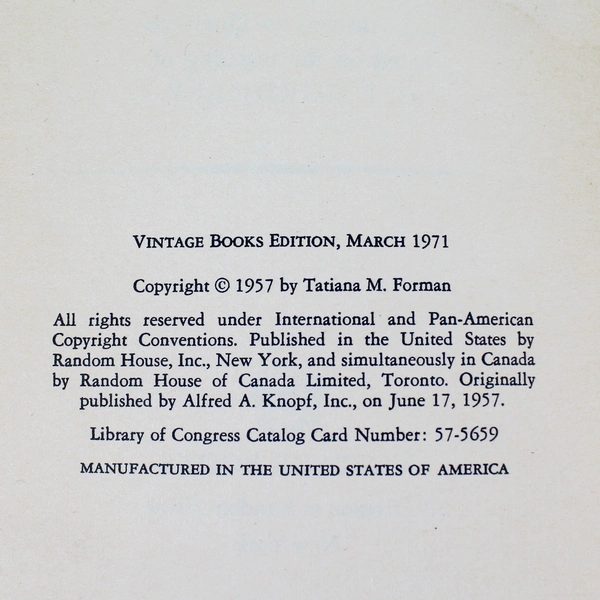 VINTAGE BOOKS EDITION, MARCH 1971
Copyright © 1957 by Tatiana M. Forman
All rights reserved under International and Pan-American
Copyright Conventions. Published in the United States by
Random House, Inc., New York, and simultaneously in Canada
by Random House of Canada Limited, Toronto. Originally
published by Alfred A. Knopf, Inc., on June 17, 1957.
Library of Congress Catalog Card Number: 57-5659
MANUFACTURED IN THE UNITED STATES OF AMERICA